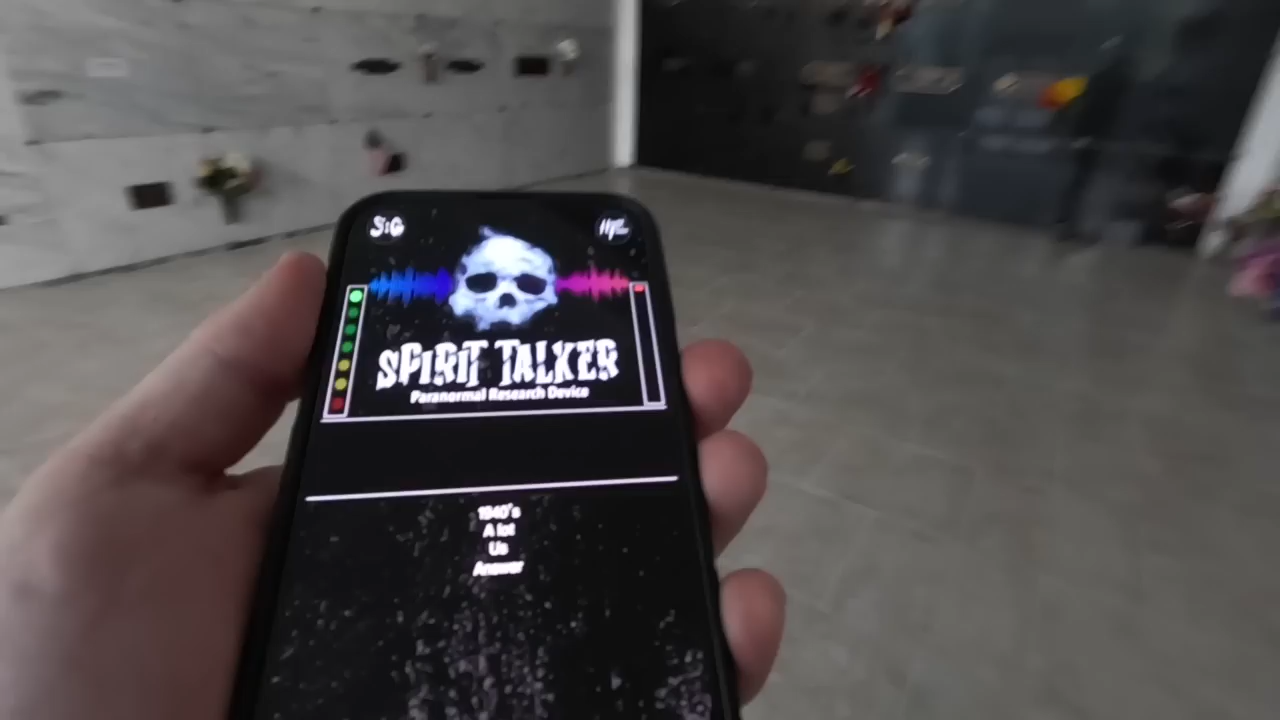 SPIRIT TALKER
Paranormal Research Device
1940's
A lot
Us
Answer